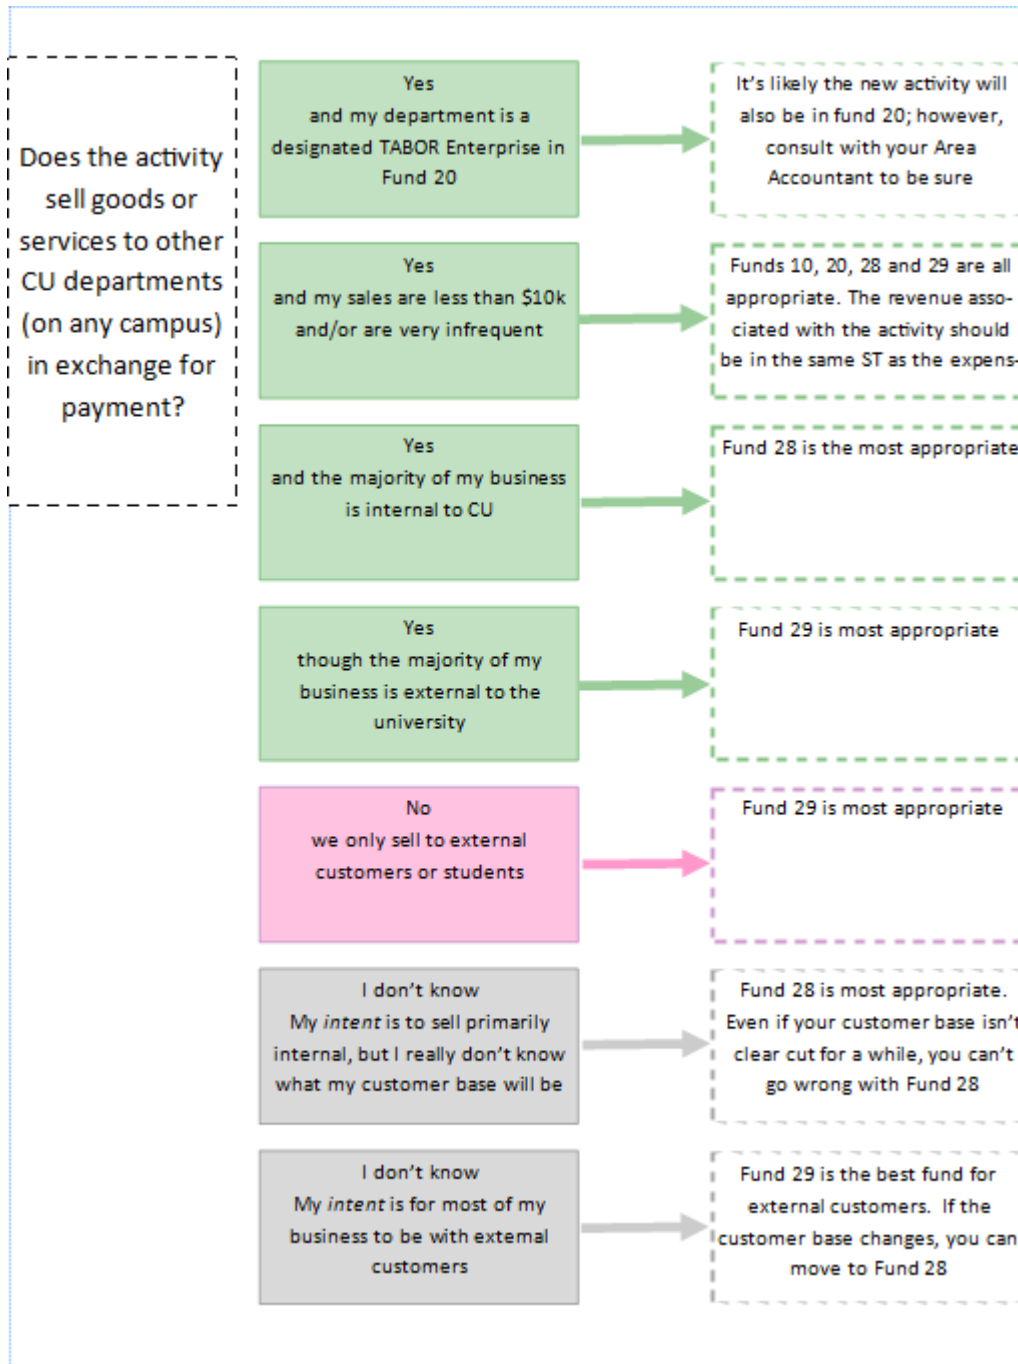 Does the activity
sell goods or
services to other
CU departments
(on any campus)
in exchange for
payment?
Yes
and my department is a
designated TABOR Enterprise in
Fund 20
It's likely the new activity will
also be in fund 20; however,
consult with your Area
Accountant to be sure
Yes
and my sales are less than $10k
and/or are very infrequent
Funds 10, 20, 28 and 29 are all
appropriate. The revenue asso-
ciated with the activity should
be in the same ST as the expens-
Yes
and the majority of my business
is internal to CU
Fund 28 is the most appropriate
Yes
though the majority of my
business is external to the
university
Fund 29 is most appropriate
No
we only sell to external
customers or students
Fund 29 is most appropriate
I don't know
My intent is to sell primarily
internal, but I really don't know
what my customer base will be
Fund 28 is most appropriate.
Even if your customer base isn't
clear cut for a while, you can't
go wrong with Fund 28
I don't know
My intent is for most of my
business to be with external
customers
Fund 29 is the best fund for
external customers.  If the
customer base changes, you can
move to Fund 28